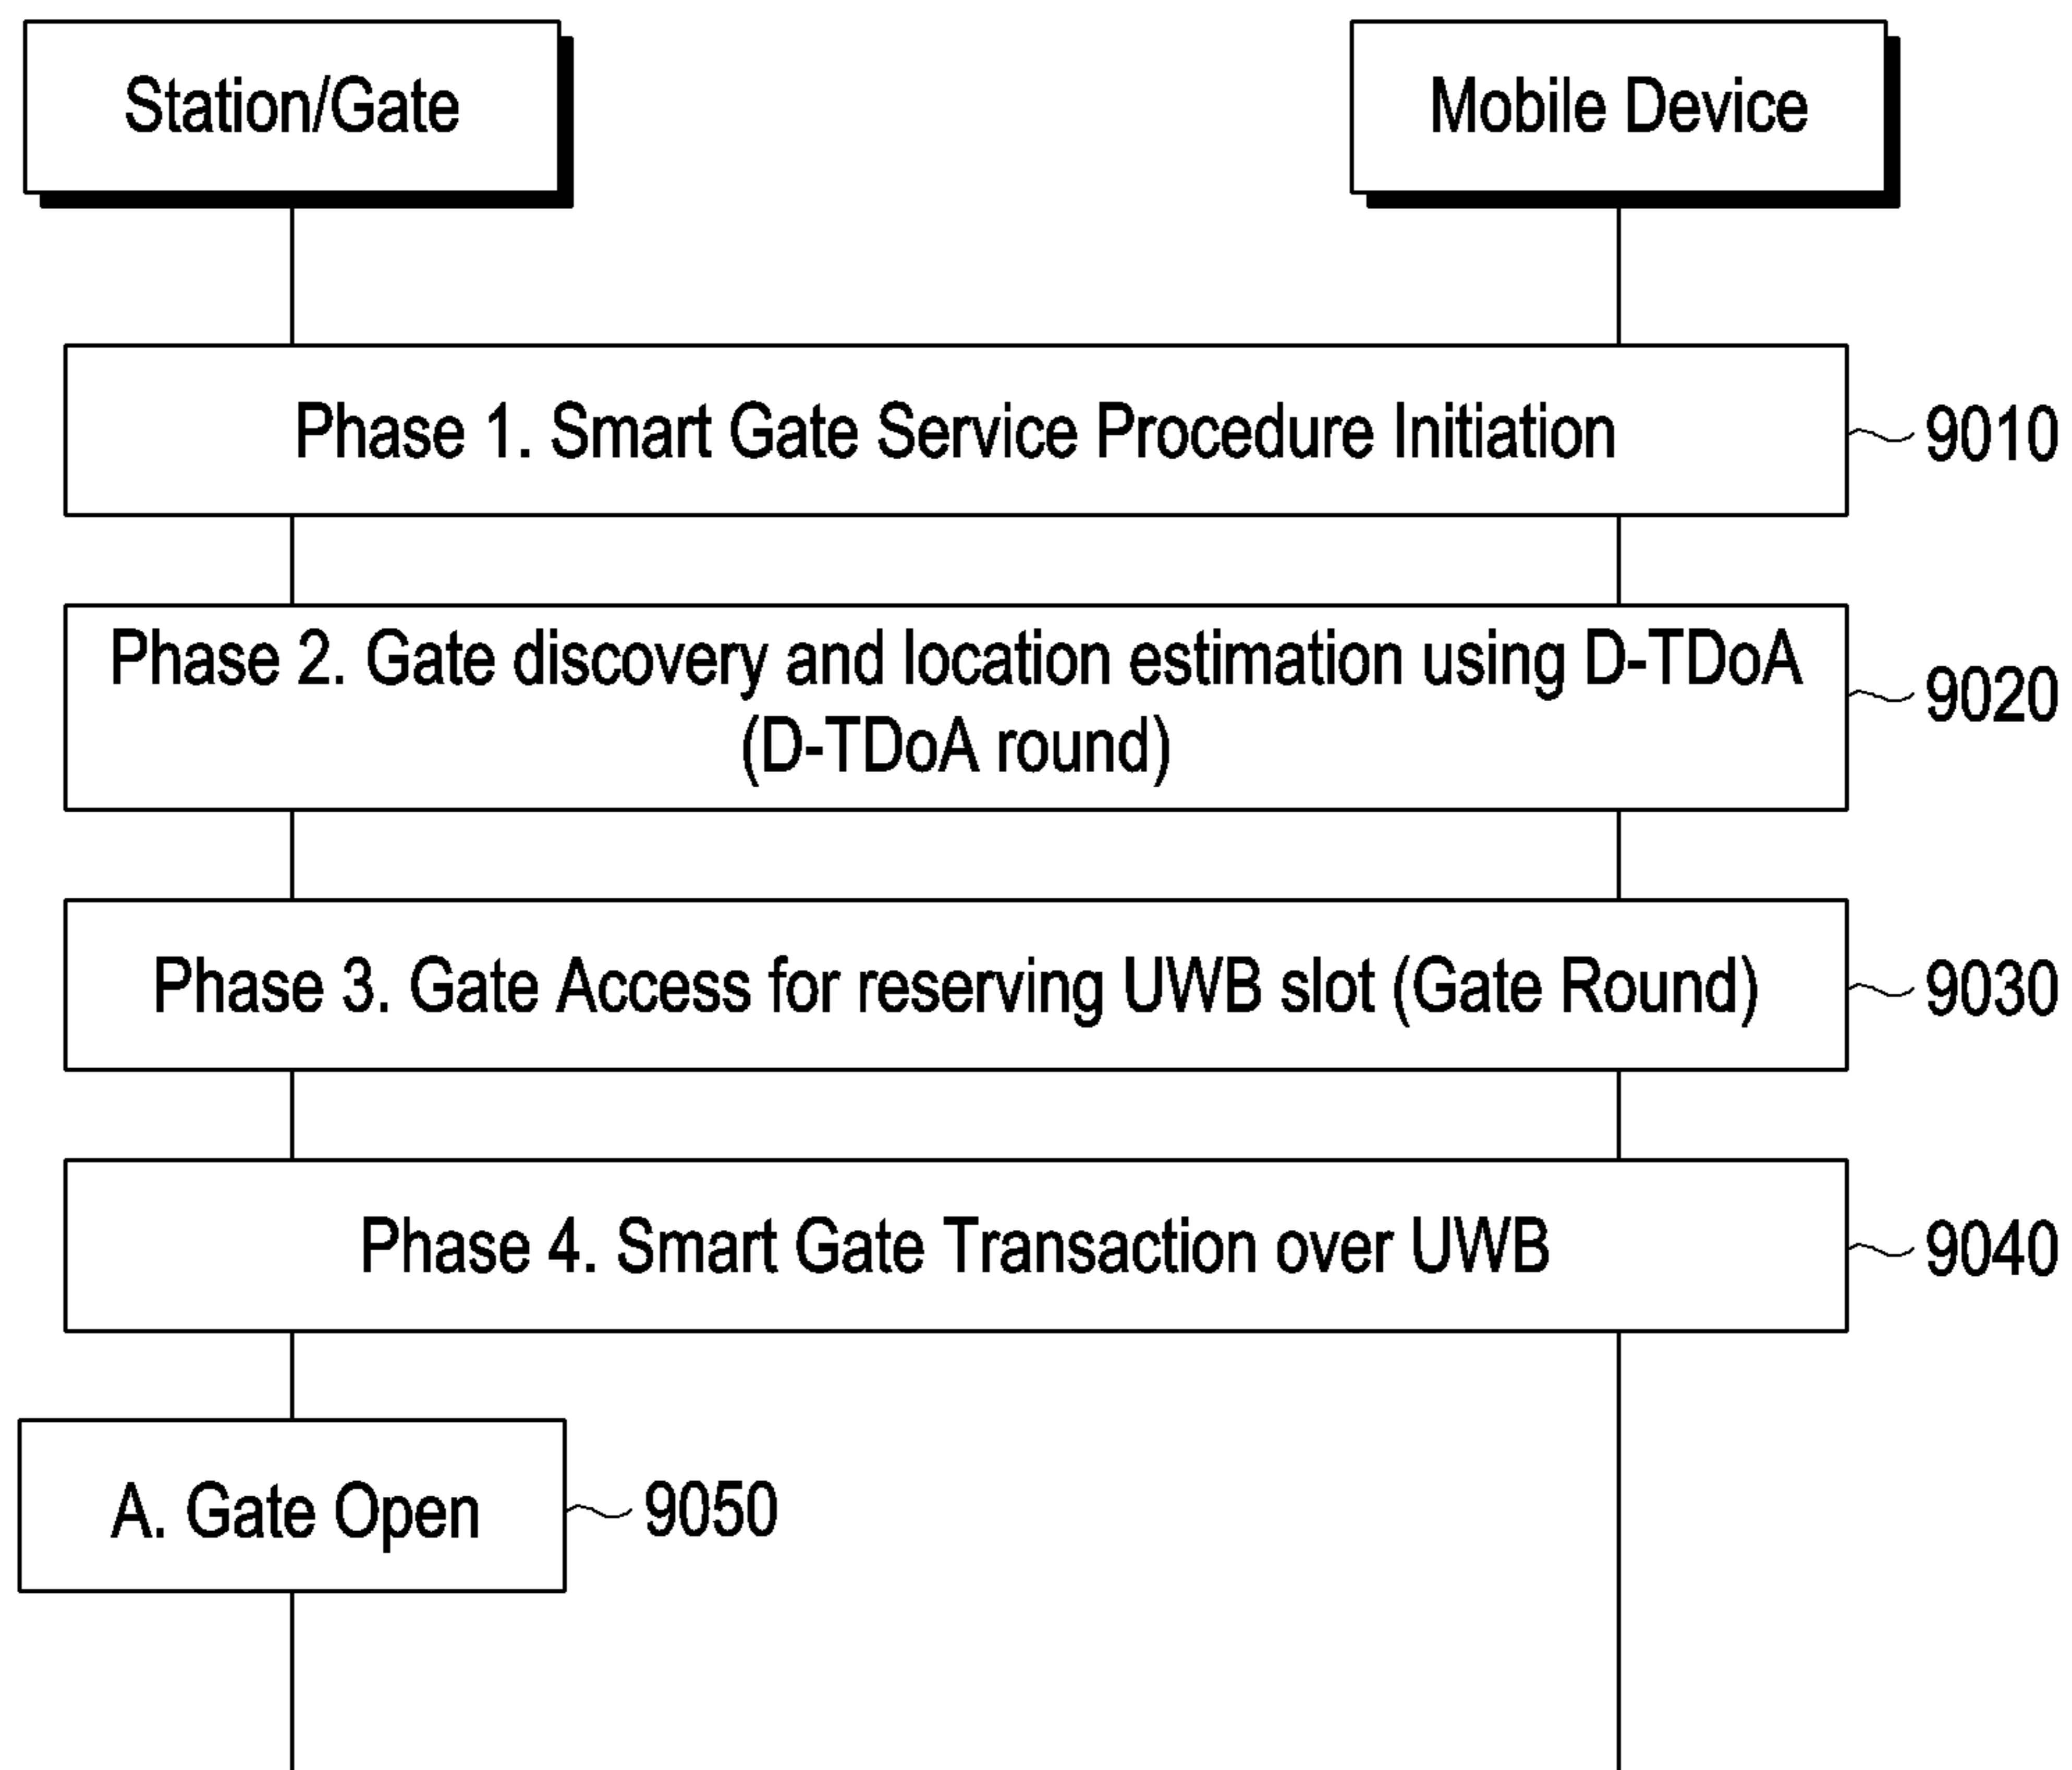 Station/Gate
Mobile Device
Phase 1. Smart Gate Service Procedure Initiation
9010
Phase 2. Gate discovery and location estimation using D-TDoA
(D-TDoA round)
9020
Phase 3. Gate Access for reserving UWB slot (Gate Round)
9030
Phase 4. Smart Gate Transaction over UWB
9040
A. Gate Open
9050